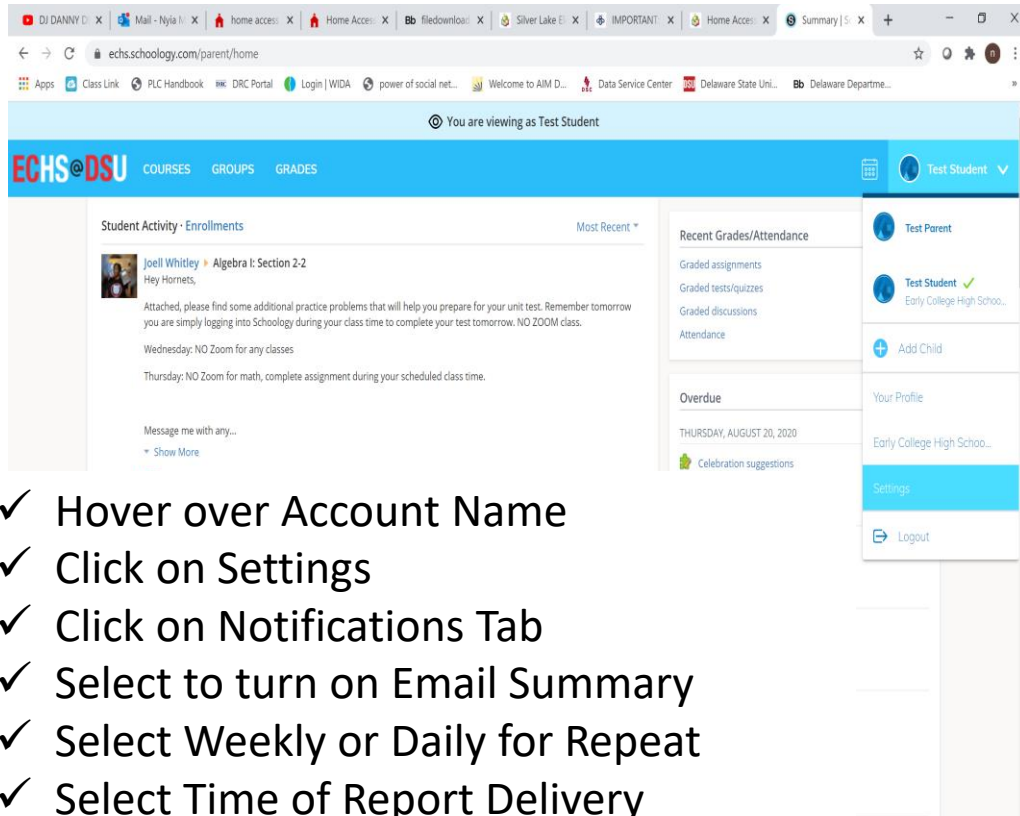 DJ DANNY D
Mail - Nyia M
home access
Home Access
Bb filedownload
Silver Lake El
IMPORTANT:
Home Access
Summary | Sc
echs.schoology.com/parent/home
n
Apps
Class Link
PLC Handbook
DRC Portal
Login | WIDA
power of social net...
Welcome to AIM D...
Data Service Center
Delaware State Uni...
Bb Delaware Departme...
»
You are viewing as Test Student
ECHS@DSU
COURSES GROUPS GRADES
Test Student
Student Activity · Enrollments
Most Recent
Joell Whitley Algebra I: Section 2-2
Hey Hornets,
Attached, please find some additional practice problems that will help you prepare for your unit test. Remember tomorrow
you are simply logging into Schoology during your class time to complete your test tomorrow. NO ZOOM class.
Wednesday: NO Zoom for any classes
Thursday: NO Zoom for math, complete assignment during your scheduled class time.
Message me with any...
Show More
Recent Grades/Attendance
Graded assignments
Graded tests/quizzes
Graded discussions
Attendance
Overdue
THURSDAY, AUGUST 20, 2020
Celebration suggestions
Test Parent
Test Student ✓
Early College High Schoo...
Add Child
Your Profile
Early College High Schoo...
Settings
Logout
✓ Hover over Account Name
✓ Click on Settings
✓ Click on Notifications Tab
✓ Select to turn on Email Summary
✓ Select Weekly or Daily for Repeat
✓ Select Time of Report Delivery